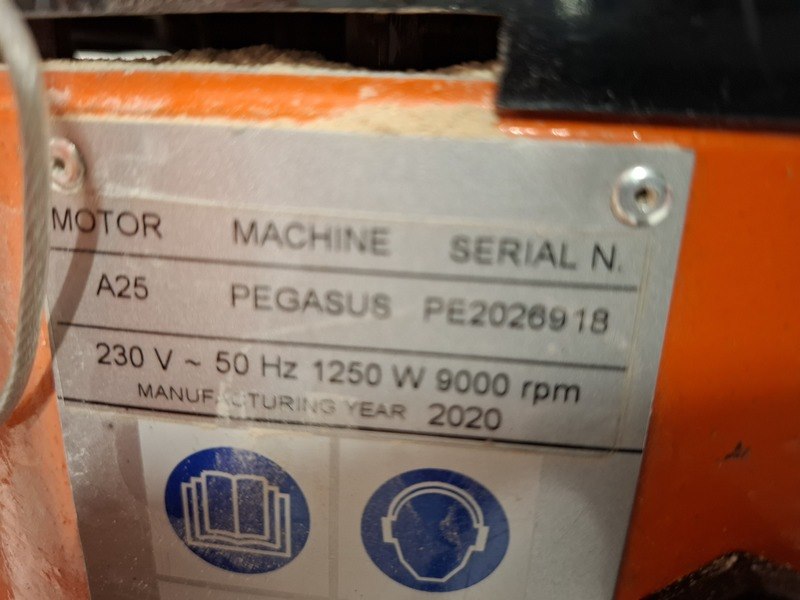 MOTOR MACHINE SERIAL N.
A25 PEGASUS PE2026918
230 V ~ 50 Hz 1250 W 9000 rpm
MANUFACTURING YEAR 2020